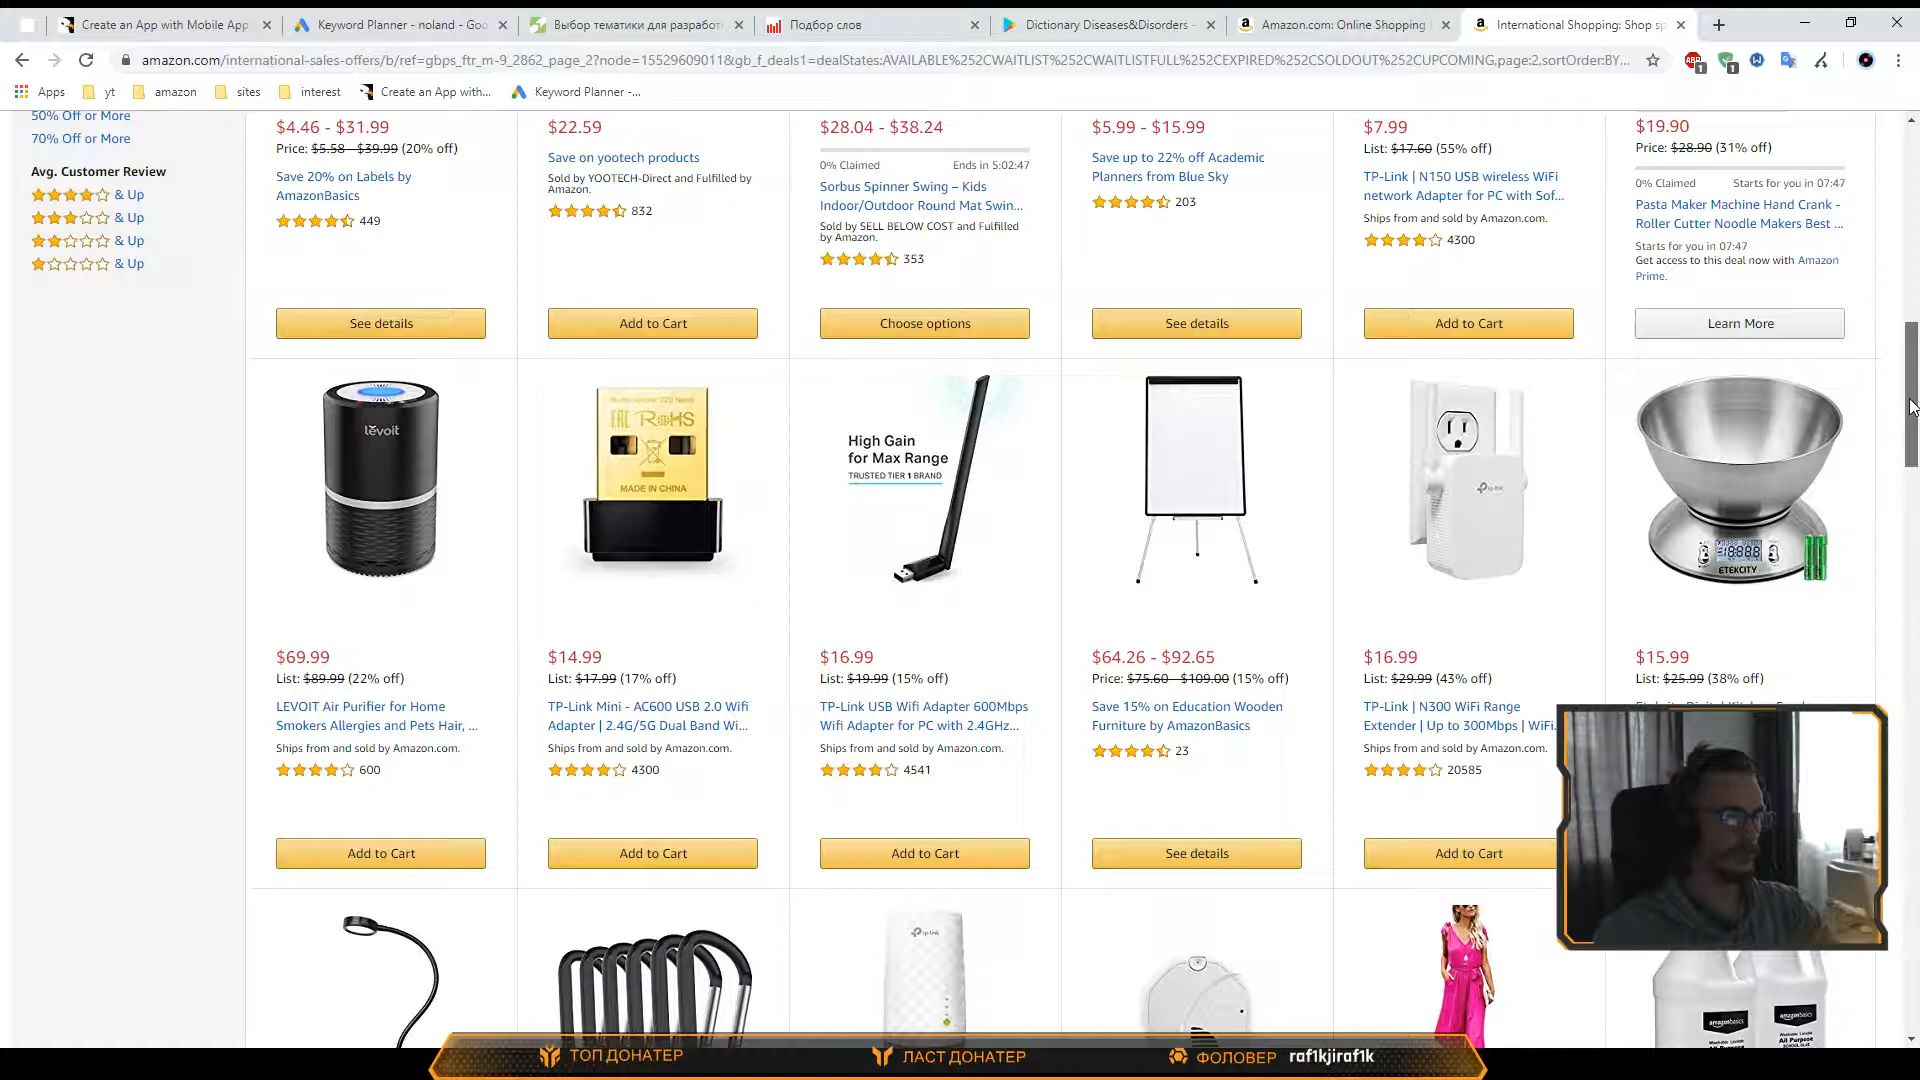 Create an App with Mobile App
Keyword Planner - noland - Goo
Выбор тематики для разработ
Подбор слов
Dictionary Diseases&Disorders -
Amazon.com: Online Shopping
International Shopping: Shop sp
amazon.com/international-sales-offers/b/ref=gbps_ftr_m-9_2862_page_2?node=15529609011&gb_f_deals1=dealStates:AVAILABLE%252CWAITLIST%252CWAITLISTFULL%252CEXPIRED%252CSOLDOUT%252CUPCOMING,page:2,sortOrder:BY...
Apps
yt
amazon
sites
interest
Create an App with...
Keyword Planner -...
50% Off or More
70% Off or More
Avg. Customer Review
& Up
& Up
& Up
& Up
$4.46 - $31.99
Price: $5.58 - $39.99 (20% off)
Save 20% on Labels by
AmazonBasics
449
See details
$22.59
Save on yootech products
Sold by YOOTECH-Direct and Fulfilled by
Amazon.
832
Add to Cart
$28.04 - $38.24
0% Claimed
Ends in 5:02:47
Sorbus Spinner Swing – Kids
Indoor/Outdoor Round Mat Swin...
Sold by SELL BELOW COST and Fulfilled
by Amazon.
353
Choose options
$5.99 - $15.99
Save up to 22% off Academic
Planners from Blue Sky
203
See details
$7.99
List: $17.60 (55% off)
TP-Link | N150 USB wireless WiFi
network Adapter for PC with Sof...
Ships from and sold by Amazon.com.
4300
Add to Cart
$19.90
Price: $28.90 (31% off)
0% Claimed
Starts for you in 07:47
Pasta Maker Machine Hand Crank -
Roller Cutter Noodle Makers Best ...
Starts for you in 07:47
Get access to this deal now with Amazon
Prime.
Learn More
levoit
$69.99
List: $89.99 (22% off)
LEVOIT Air Purifier for Home
Smokers Allergies and Pets Hair, ...
Ships from and sold by Amazon.com.
600
Add to Cart
EAC RoHS
MADE IN CHINA
$14.99
List: $17.99 (17% off)
TP-Link Mini - AC600 USB 2.0 Wifi
Adapter | 2.4G/5G Dual Band Wi...
Ships from and sold by Amazon.com.
4300
Add to Cart
High Gain
for Max Range
TRUSTED TIER 1 BRAND
$16.99
List: $19.99 (15% off)
TP-Link USB Wifi Adapter 600Mbps
Wifi Adapter for PC with 2.4GHz...
Ships from and sold by Amazon.com.
4541
Add to Cart
$64.26 - $92.65
Price: $75.60 - $109.00 (15% off)
Save 15% on Education Wooden
Furniture by AmazonBasics
23
See details
tp-link
$16.99
List: $29.99 (43% off)
TP-Link | N300 WiFi Range
Extender | Up to 300Mbps | WiFi...
Ships from and sold by Amazon.com.
20585
Add to Cart
ETEKCITY
$15.99
List: $25.99 (38% off)
tp-link
amazonbasics
All Purpose
amazonbasics
All Purpose
ТОП ДОНАТЕР
ЛАСТ ДОНАТЕР
ФОЛОВЕР
raf1kjiraf1k